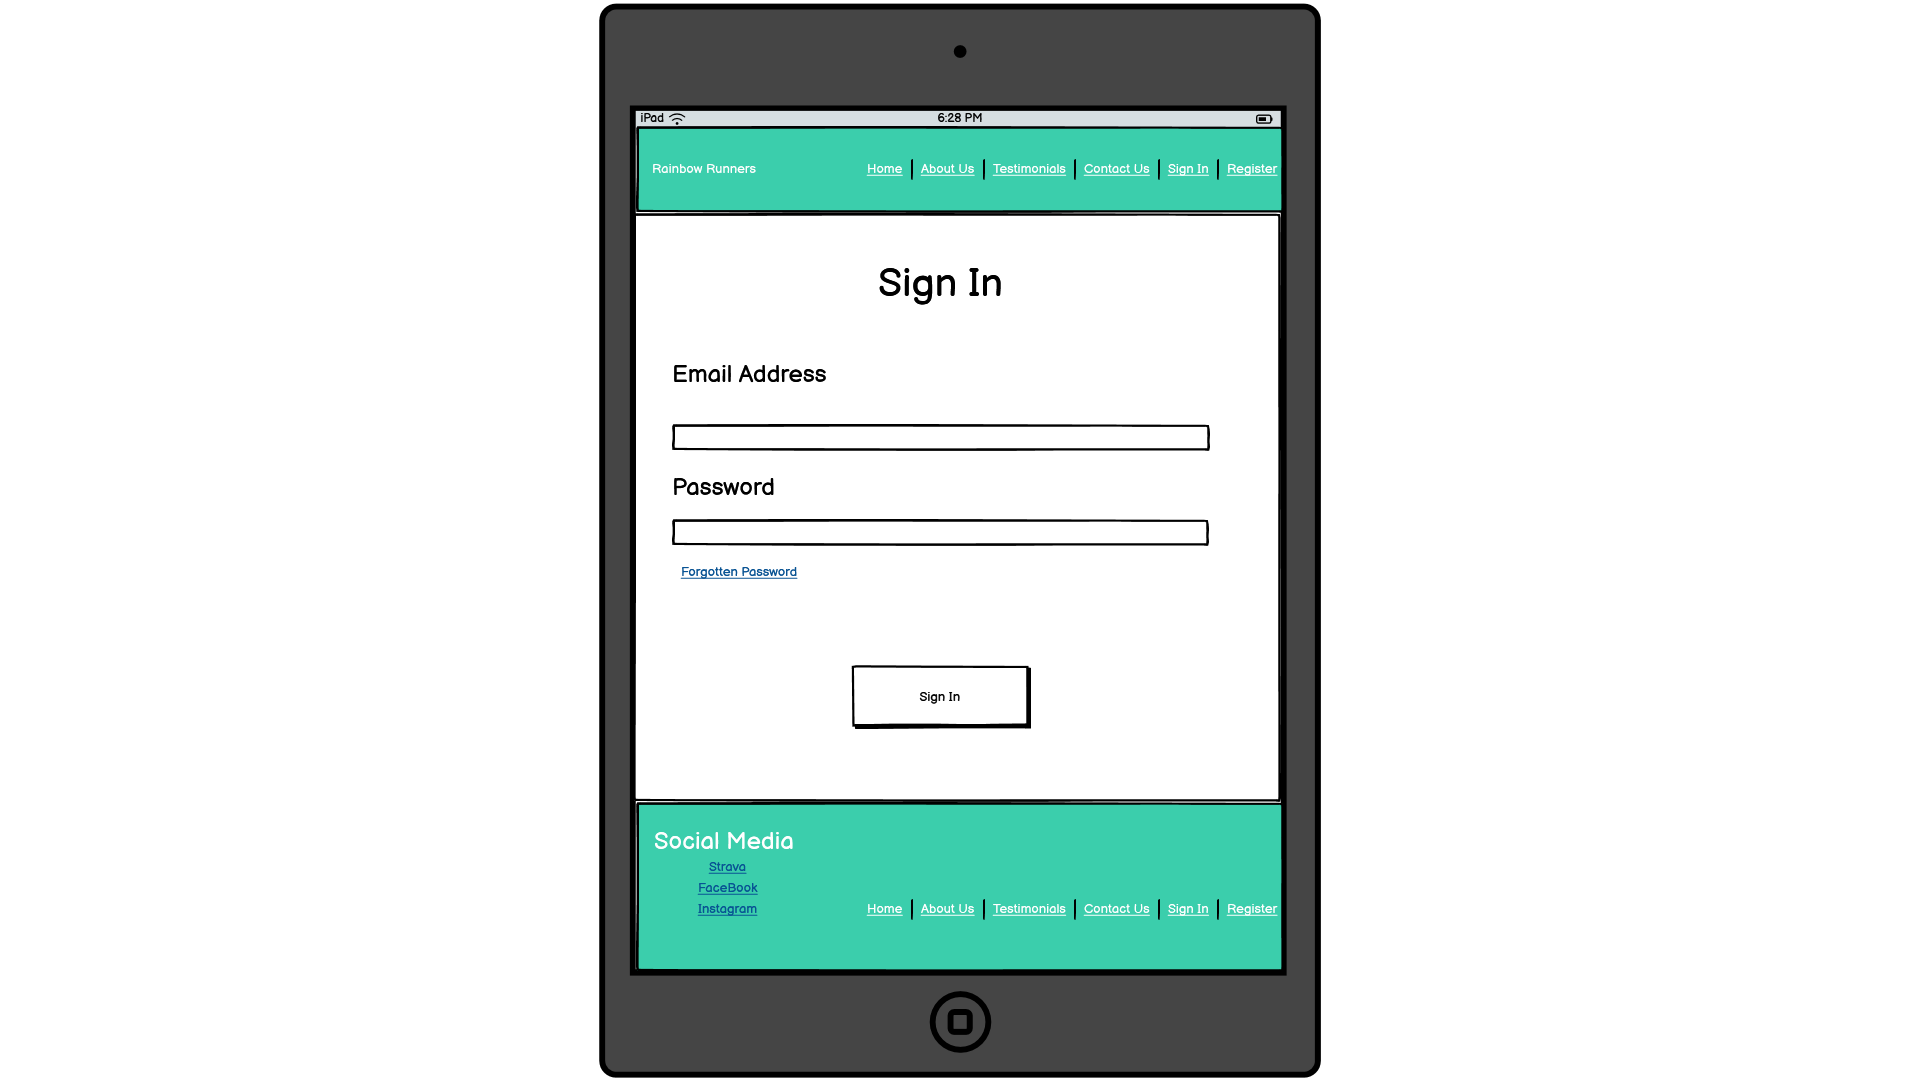 iPad 6:28 PM
Rainbow Runners Home About Us Testimonials Contact Us Sign In Register
Sign In
Email Address
Password
Forgotten Password
Sign In
Social Media
Strava
FaceBook
Instagram
Home About Us Testimonials Contact Us Sign In Register